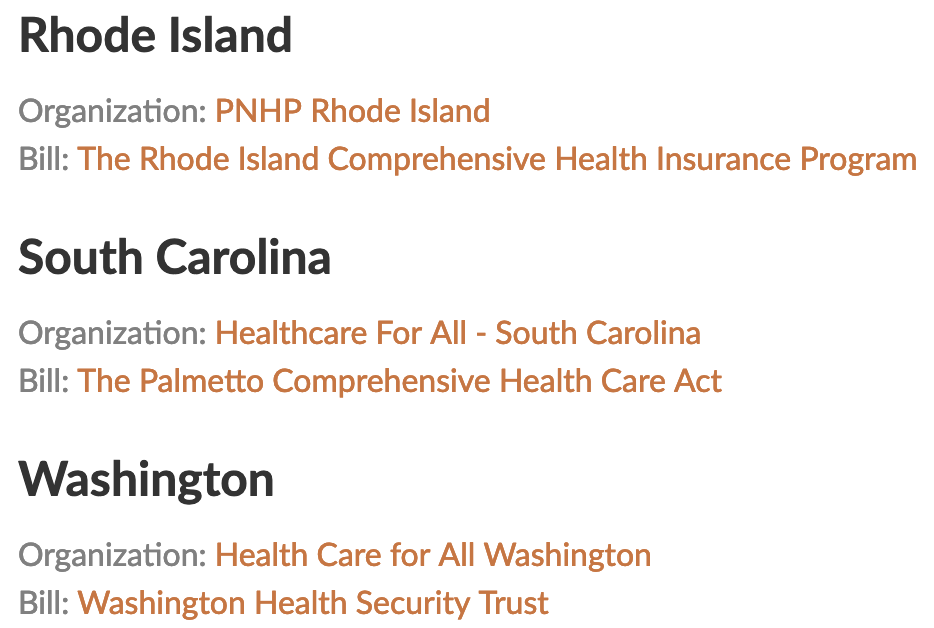 Rhode Island
Organization: PNHP Rhode Island
Bill: The Rhode Island Comprehensive Health Insurance Program
South Carolina
Organization: Healthcare For All - South Carolina
Bill: The Palmetto Comprehensive Health Care Act
Washington
Organization: Health Care for All Washington
Bill: Washington Health Security Trust